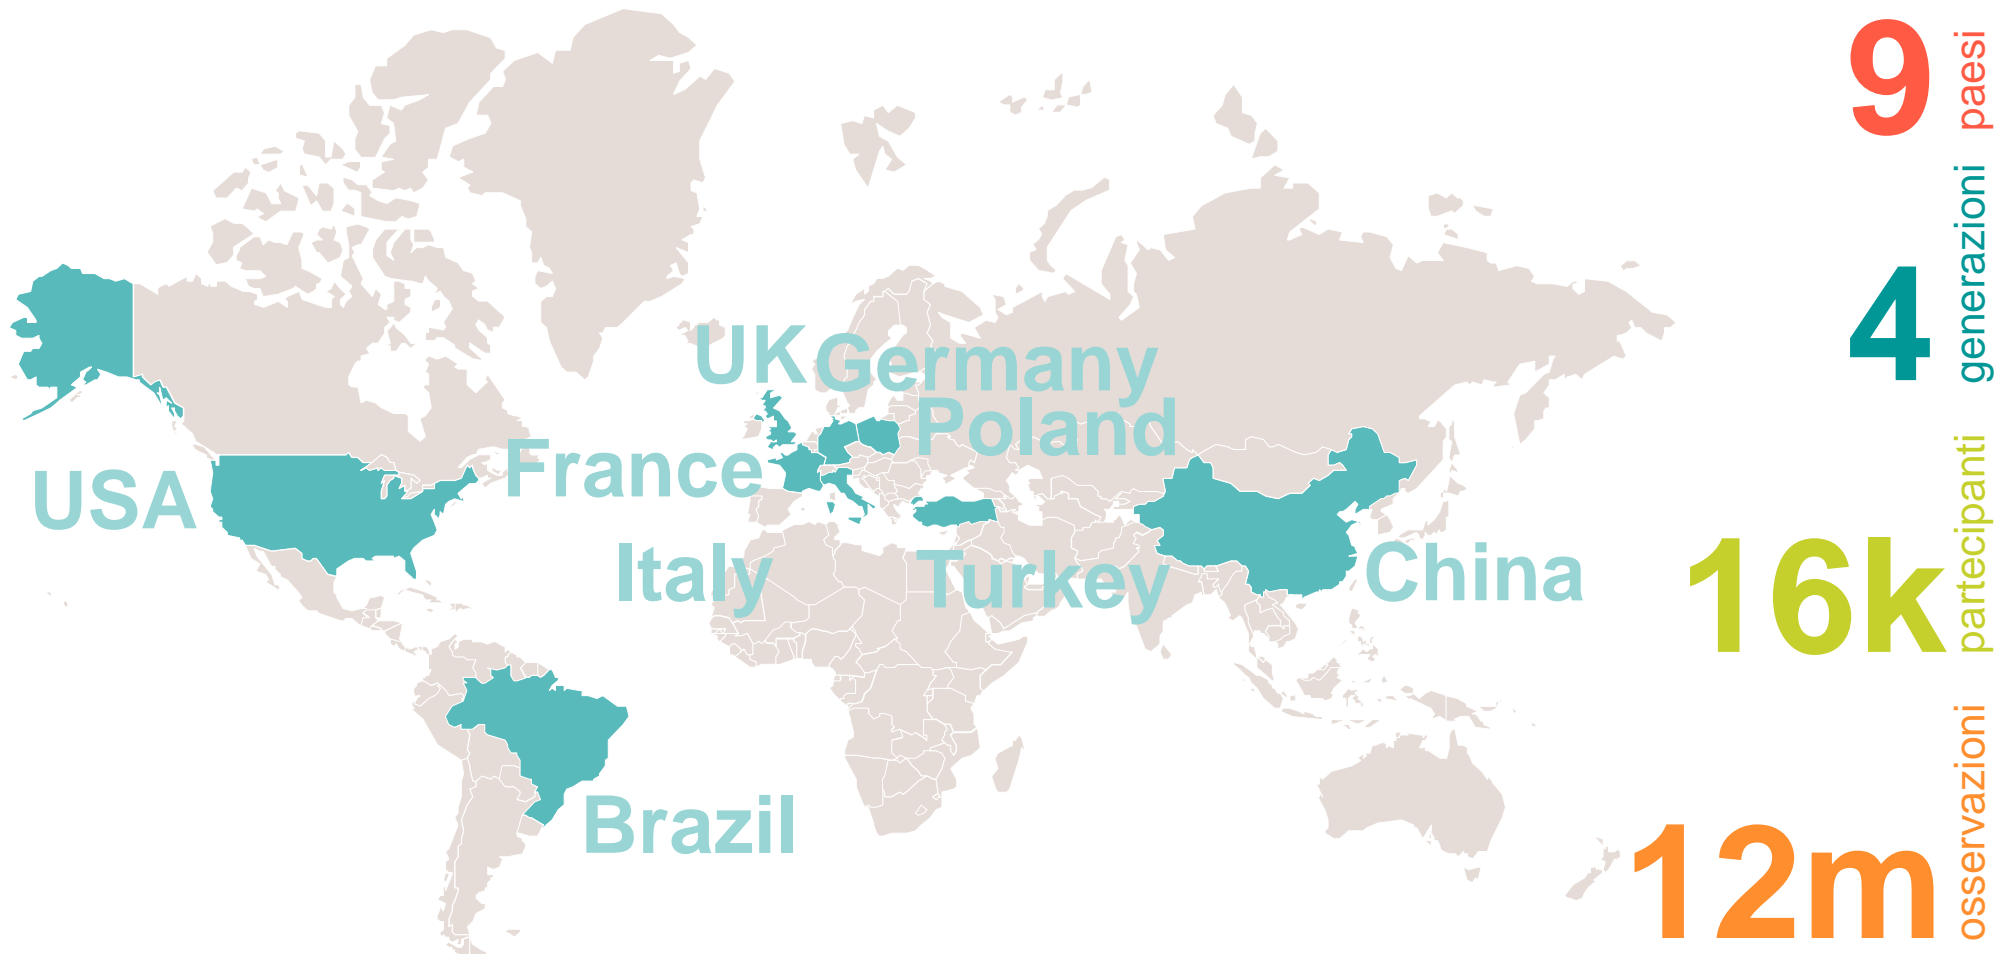 UK
Germany
Poland
France
USA
Italy
Turkey
China
Brazil
9 paesi
4 generazioni
16k partecipanti
12m osservazioni